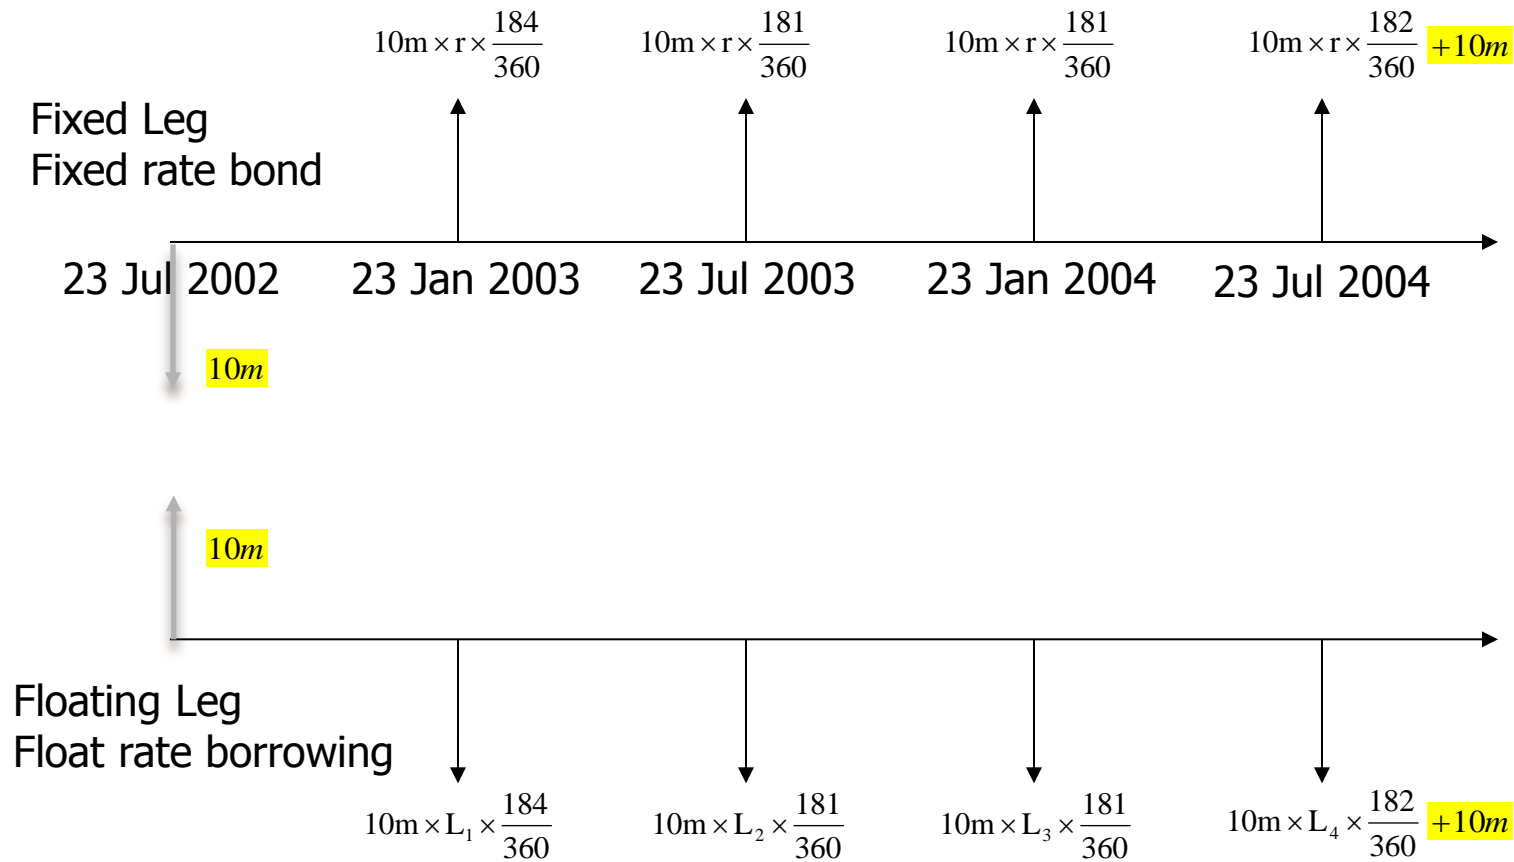 10m × r × 184/360 10m × r × 181/360 10m × r × 181/360 10m × r × 182/360 +10m
Fixed Leg
Fixed rate bond
23 Jul 2002 23 Jan 2003 23 Jul 2003 23 Jan 2004 23 Jul 2004
10m
10m
Floating Leg
Float rate borrowing
10m × L₁ × 184/360 10m × L₂ × 181/360 10m × L₃ × 181/360 10m × L₄ × 182/360 +10m